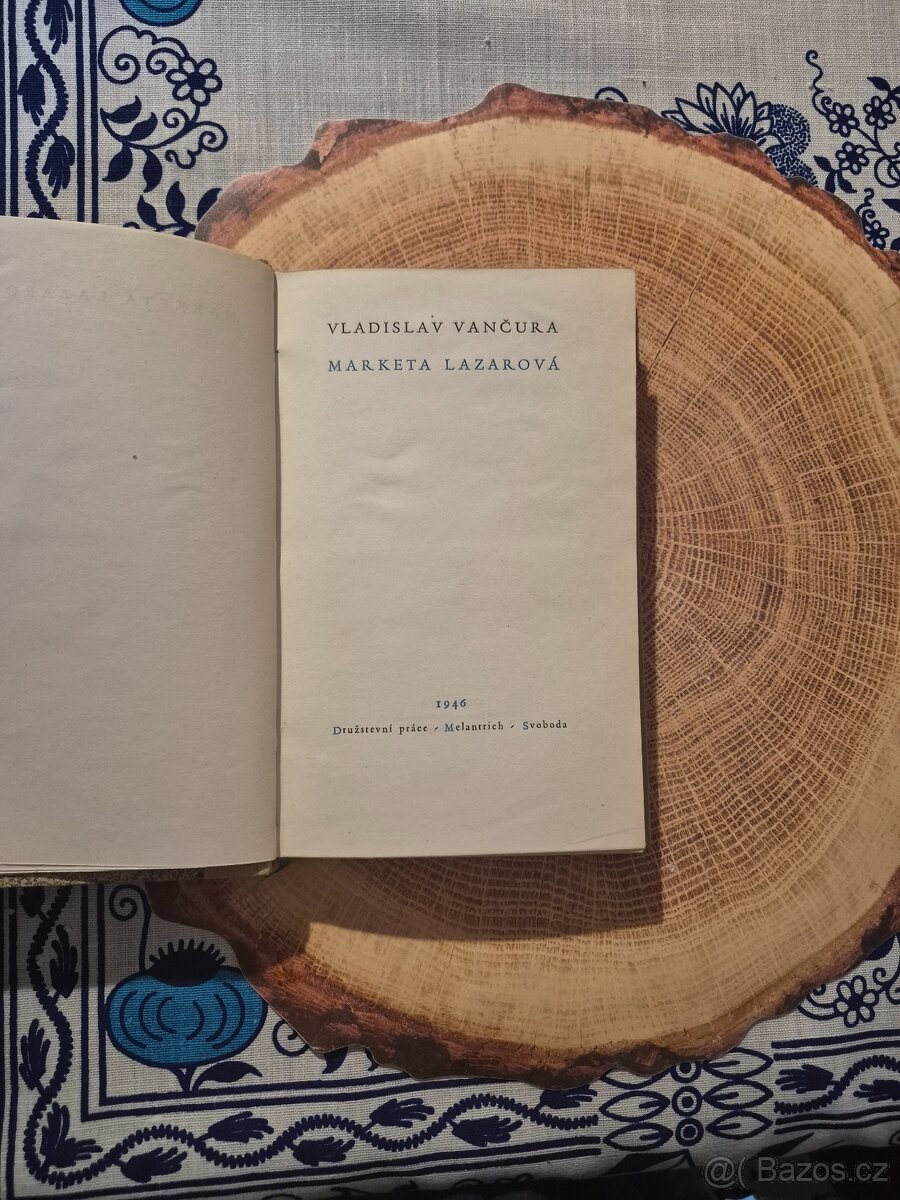 VLADISLAV VANČURA
MARKETA LAZAROVÁ
1946
Družstevní práce / Melantrich / Svoboda
@( Bazos.cz